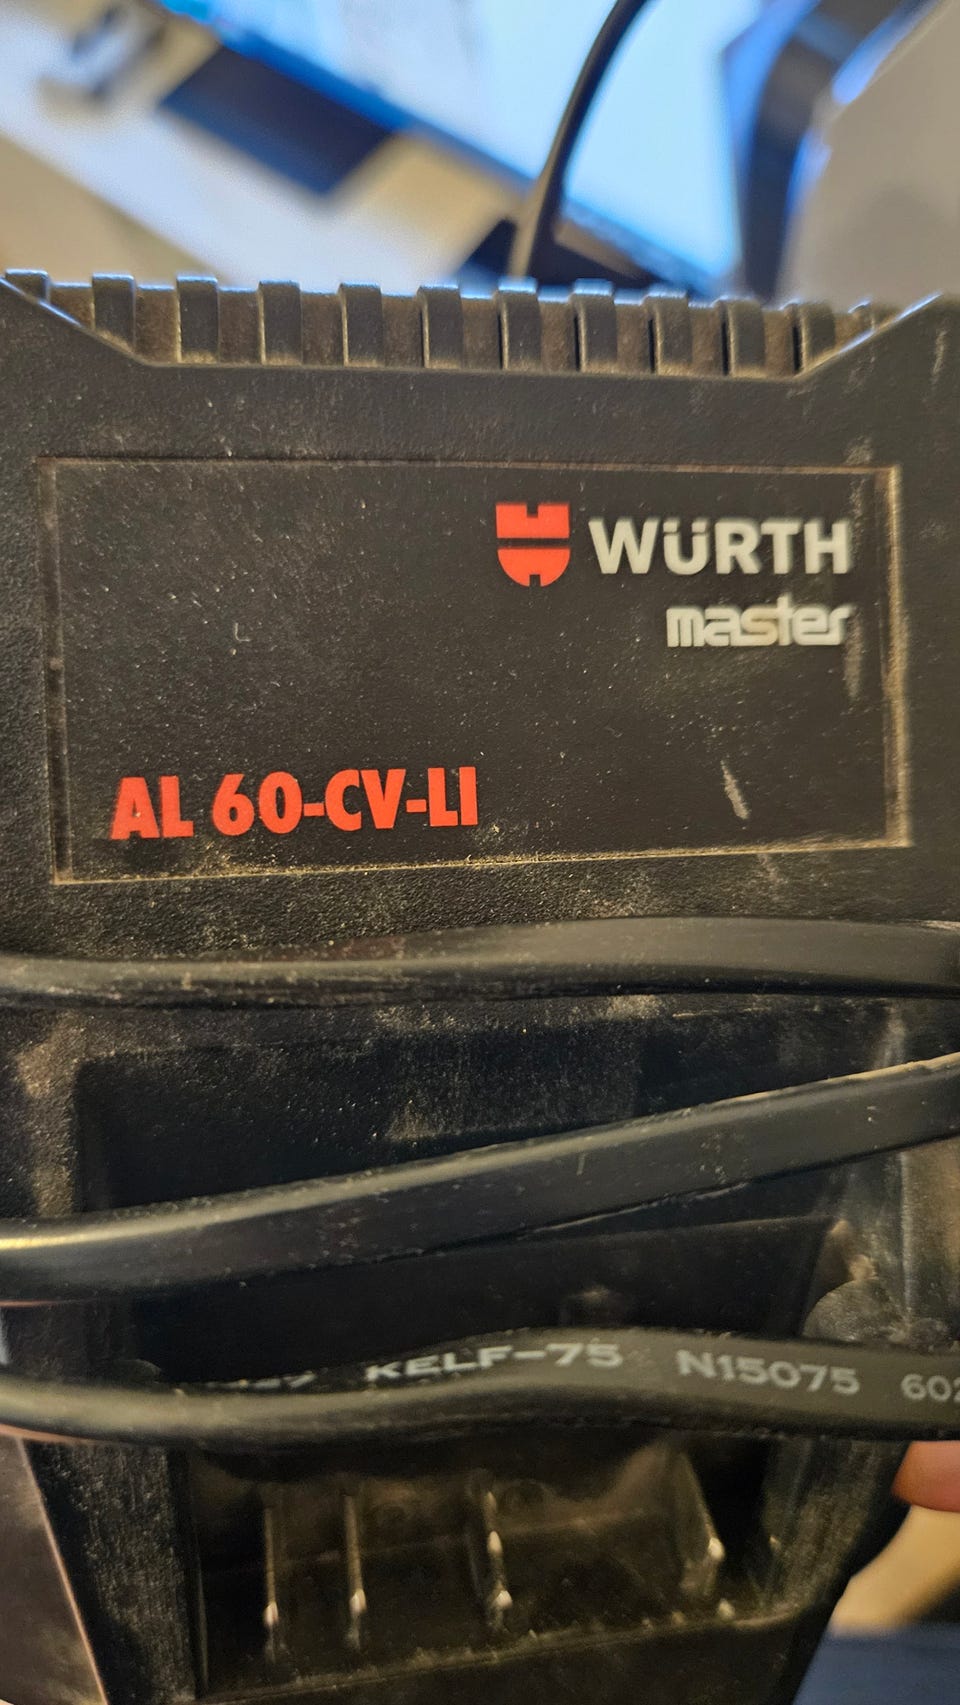 WÜRTH
master
AL 60-CV-LI
KELF-75 N15075